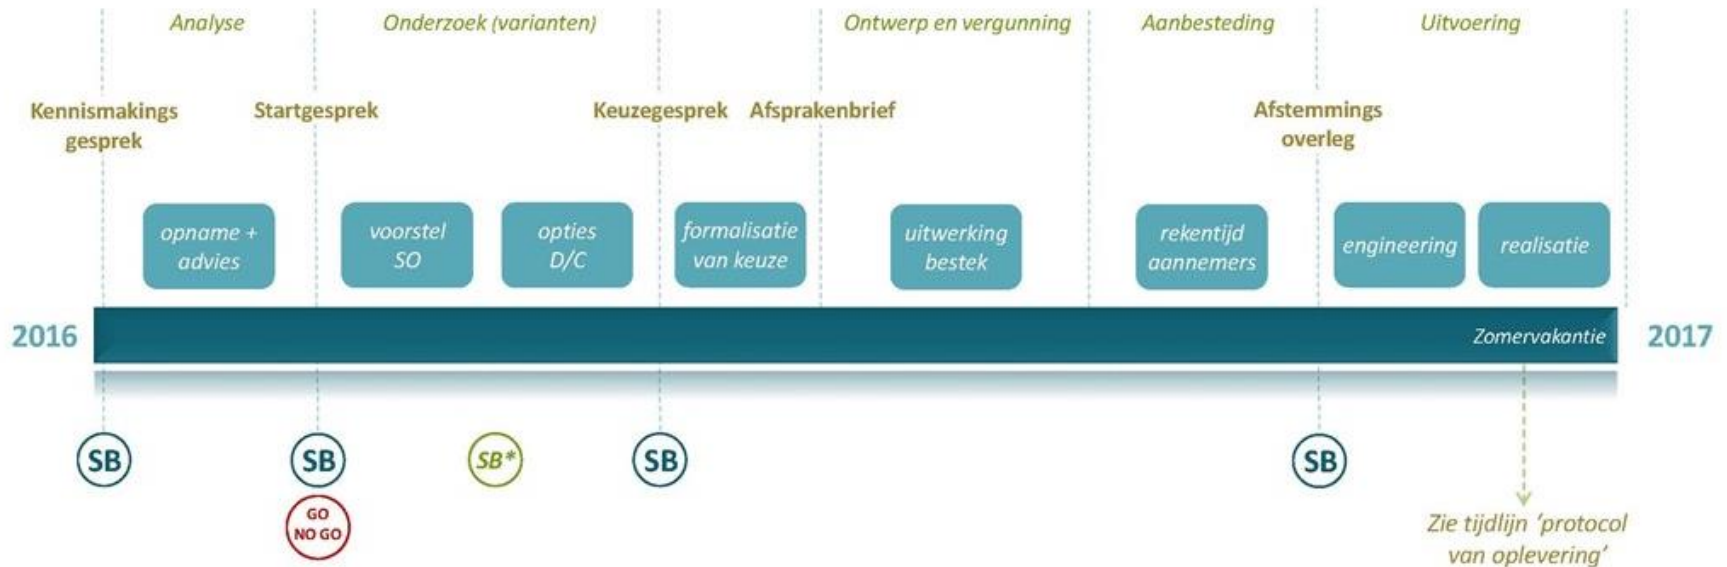 Analyse
Onderzoek (varianten)
Ontwerp en vergunning
Aanbesteding
Uitvoering
Kennismakings
gesprek
Startgesprek
Keuzegesprek
Afsprakenbrief
Afstemmings
overleg
opname +
advies
voorstel
SO
opties
D/C
formalisatie
van keuze
uitwerking
bestek
rekentijd
aannemers
engineering
realisatie
2016
Zomervakantie
2017
SB
SB
SB*
SB
SB
GO
NO GO
Zie tijdlijn 'protocol
van oplevering'